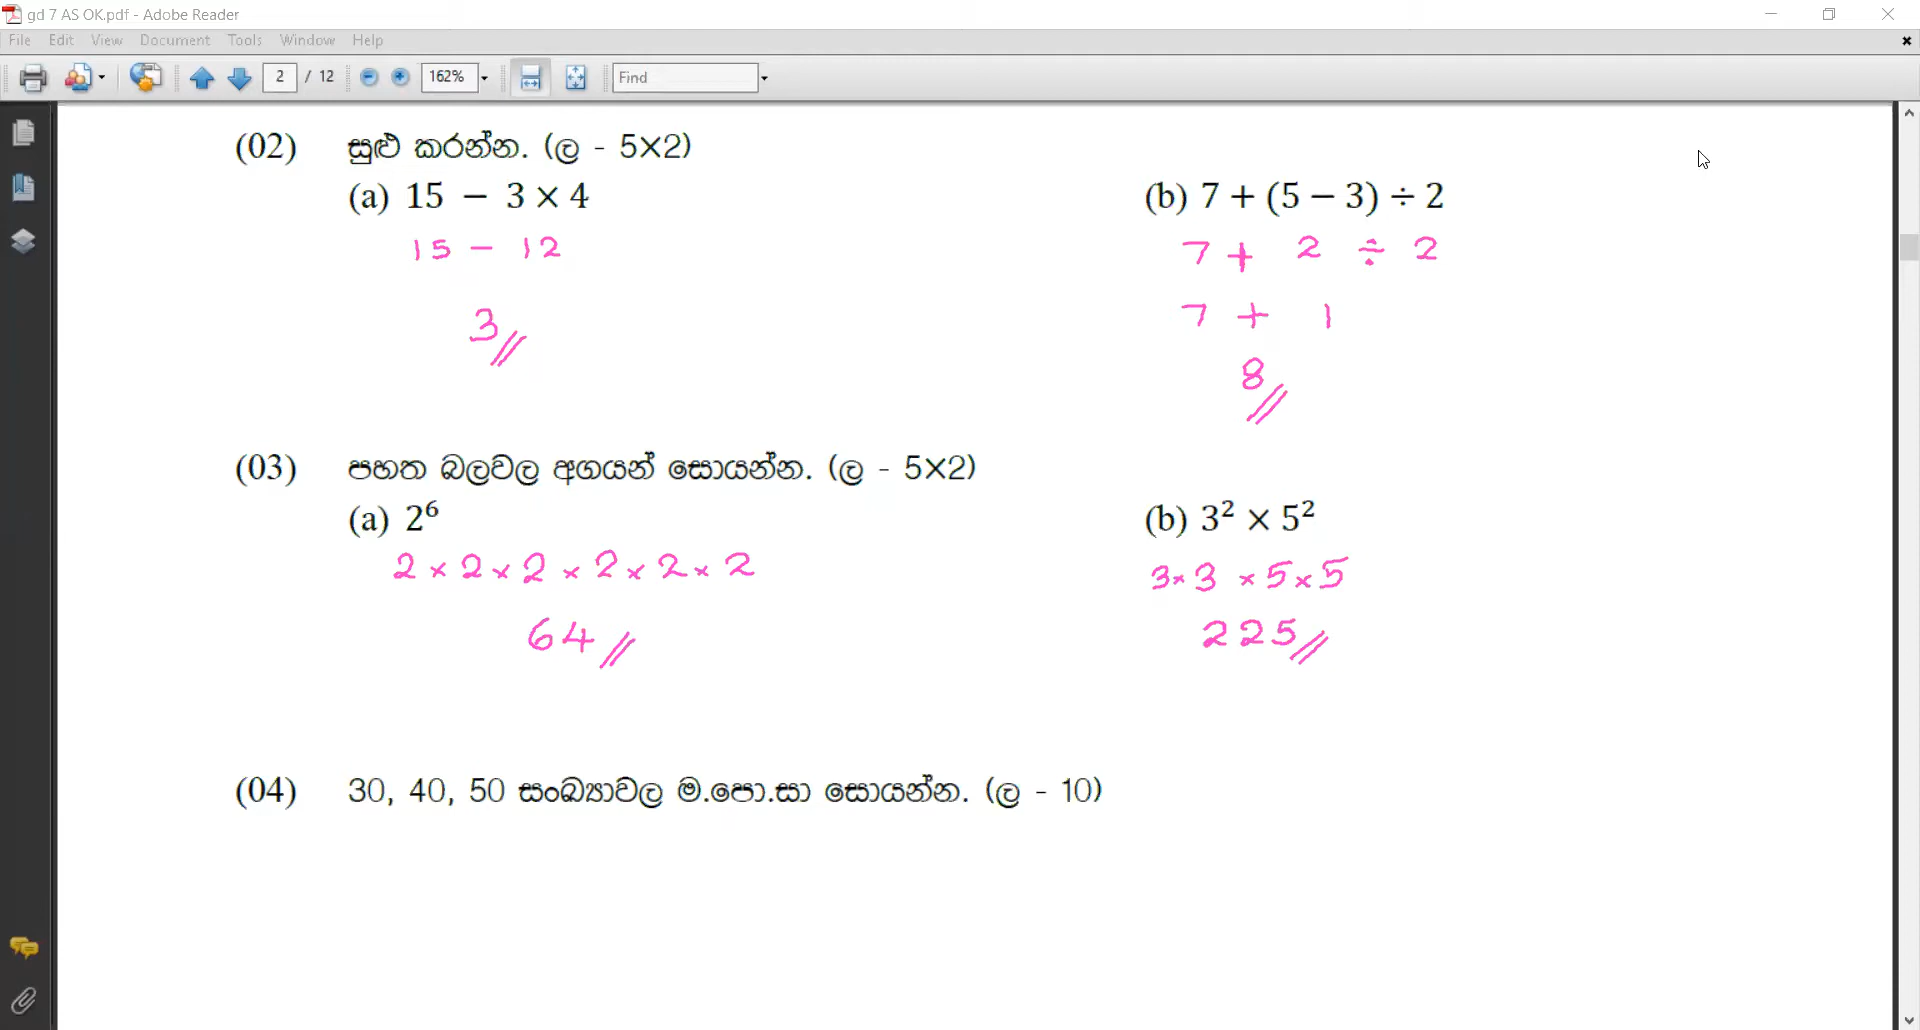 gd 7 AS OK.pdf - Adobe Reader
File Edit View Document Tools Window Help
2 / 12 162% Find
(02) සුළු කරන්න. (ල - 5×2)
(a) 15 − 3 × 4 (b) 7 + (5 − 3) ÷ 2
15 − 12 7 + 2 ÷ 2
3 7 + 1
8
(03) පහත බලවල අගයන් සොයන්න. (ල - 5×2)
(a) 2⁶ (b) 3² × 5²
2 × 2 × 2 × 2 × 2 × 2 3 × 3 × 5 × 5
64 225
(04) 30, 40, 50 සංඛ්‍යාවල ම.පො.සා සොයන්න. (ල - 10)